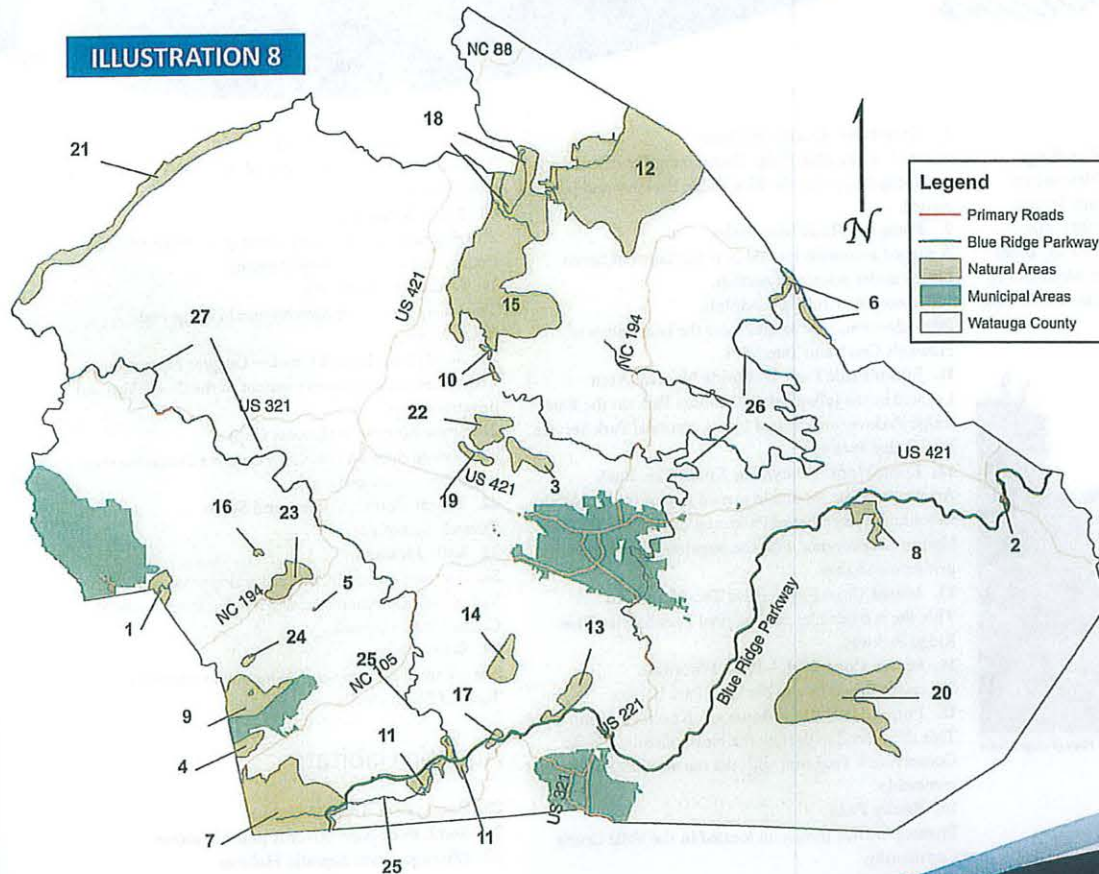 ILLUSTRATION 8
NC 88
18
12
21
N
Legend
Primary Roads
Blue Ridge Parkway
Natural Areas
Municipal Areas
Watauga County
6
US 421
15
27
NC 194
10
US 321
22
26
US 421
US 421
16
23
19
3
2
8
5
1
NC 194
14
13
24
25
NC 105
Blue Ridge Parkway
17
20
9
US 221
11
4
US 321
7
11
25